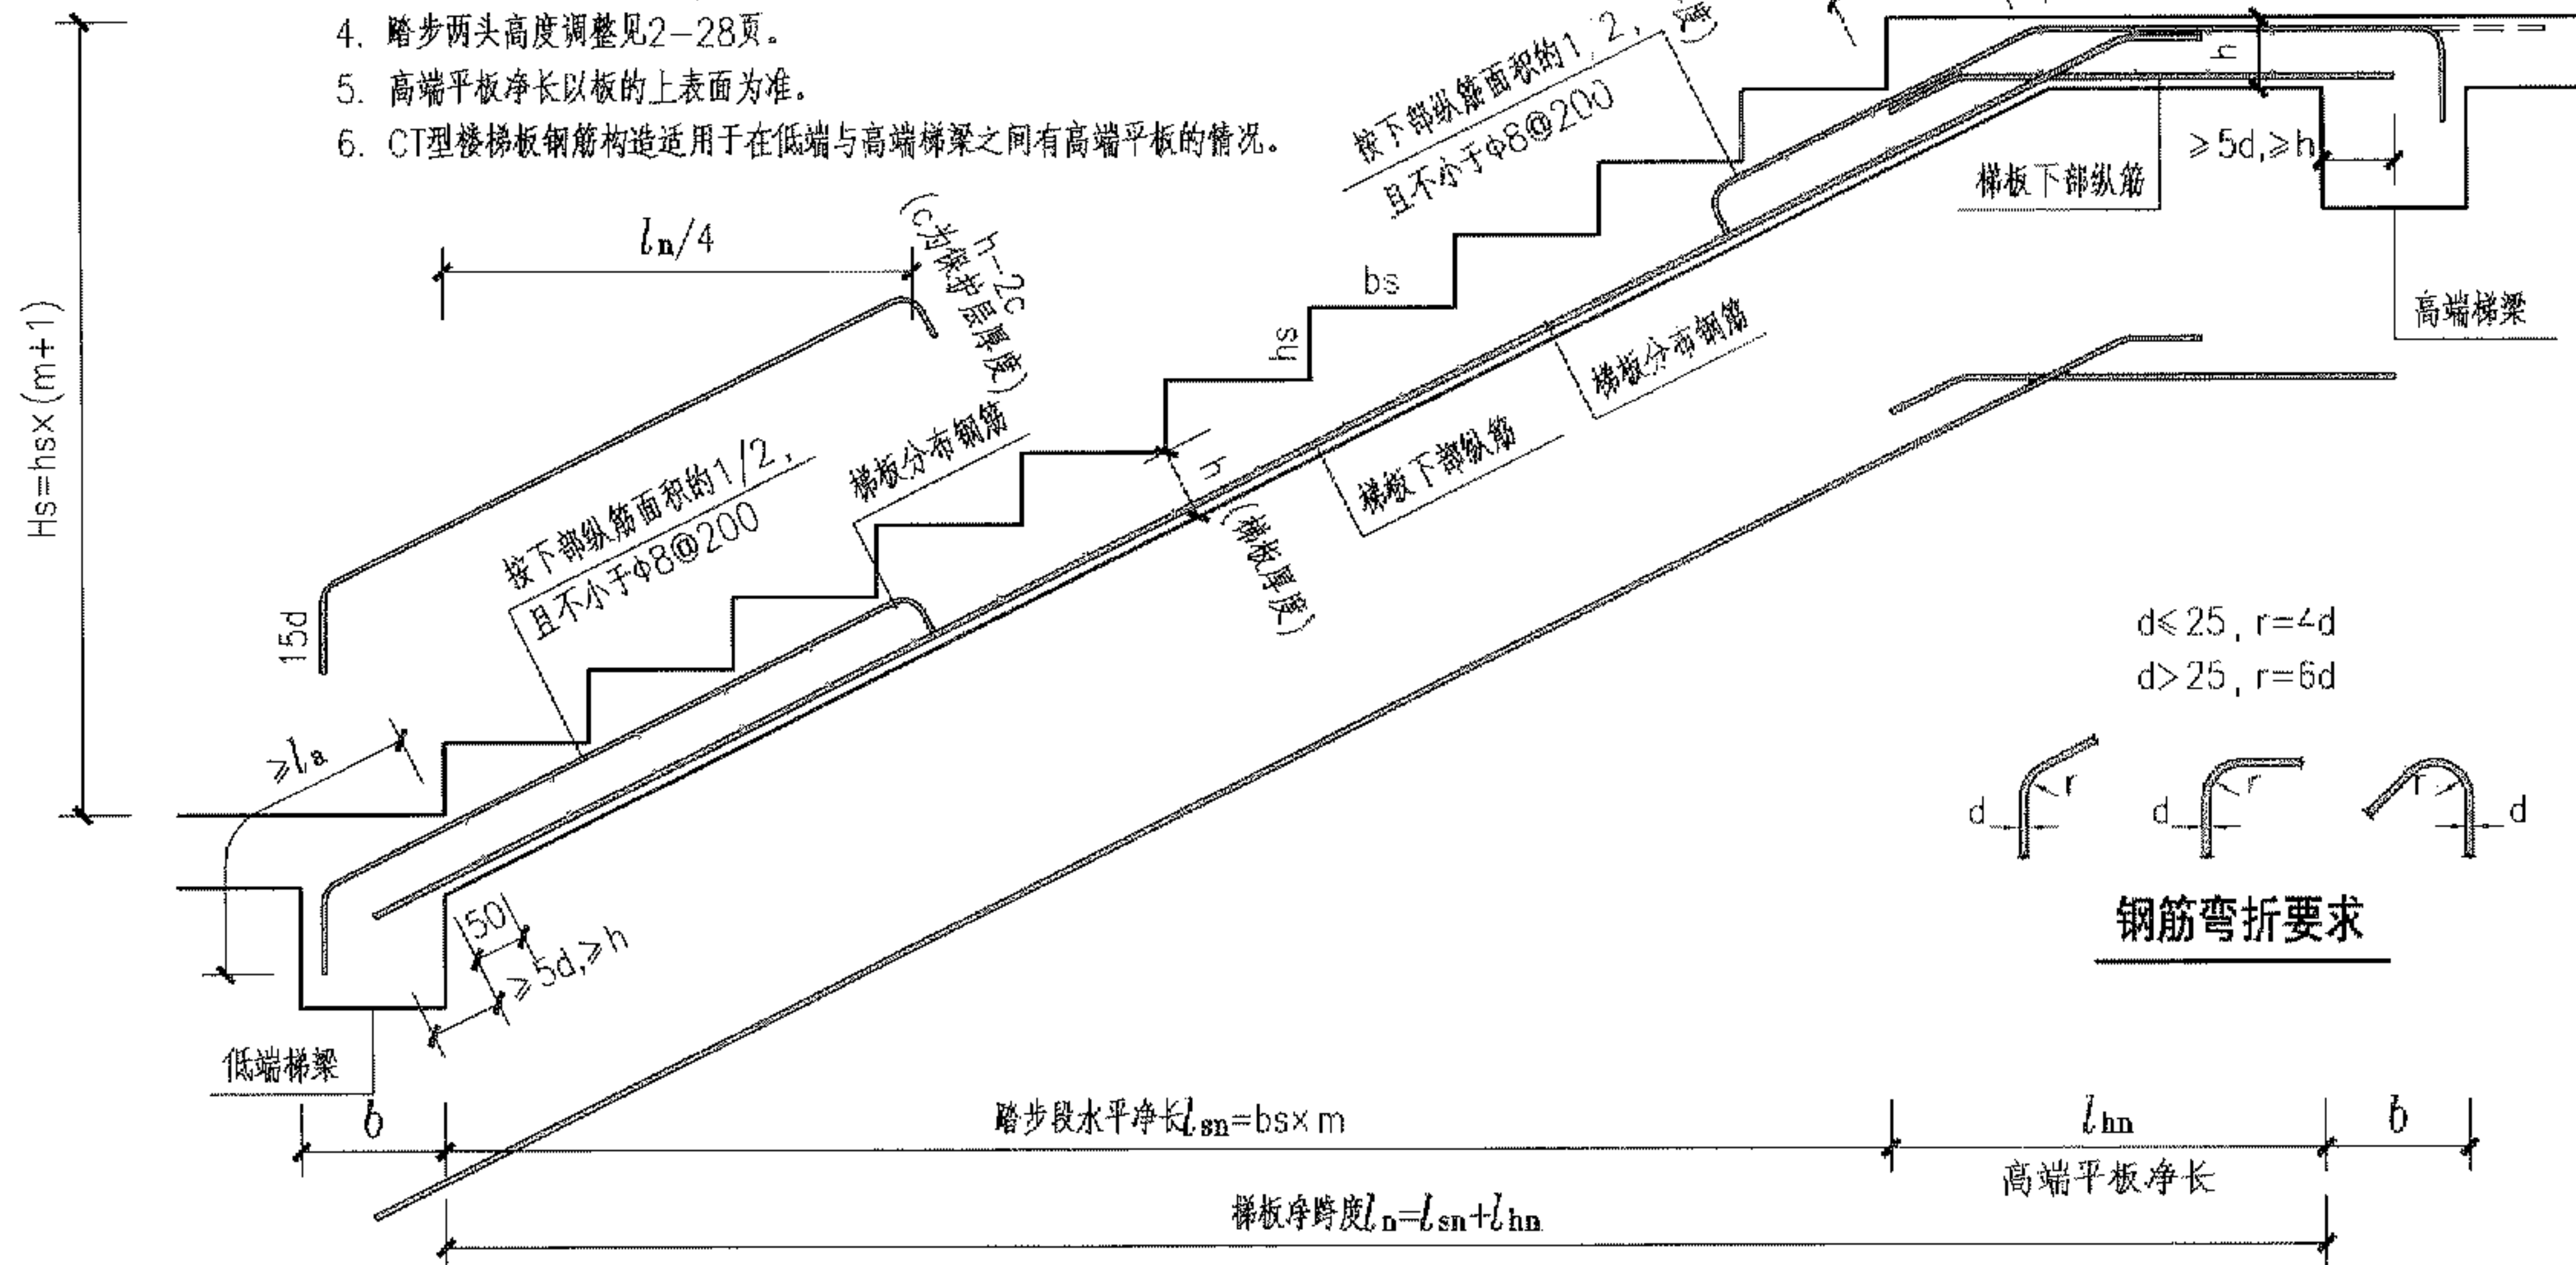 4. 踏步两头高度调整见2-28页。
5. 高端平板净长以板的上表面为准。
6. CT型楼梯板钢筋构造适用于在低端与高端梯梁之间有高端平板的情况。
按下部纵筋面积的1/2,
且不小于Φ8@200
h
≥5d,≥h
梯板下部纵筋
高端梯梁
ln/4
h-2c
(c为保护层厚度)
bs
hs
Hs=hs×(m+1)
梯板分布钢筋
梯板下部纵筋
h
(梯板厚度)
按下部纵筋面积的1/2,
且不小于Φ8@200
梯板分布钢筋
15d
≥la
50
≥5d,≥h
低端梯梁
d≤25, r=4d
d>25, r=6d
r
d
r
d
r
d
钢筋弯折要求
b
踏步段水平净长lsn=bs×m
lhn
高端平板净长
b
梯板净跨度ln=lsn+lhn